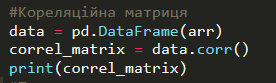 #Кореляційна матриця
data = pd.DataFrame(arr)
correl_matrix = data.corr()
print(correl_matrix)